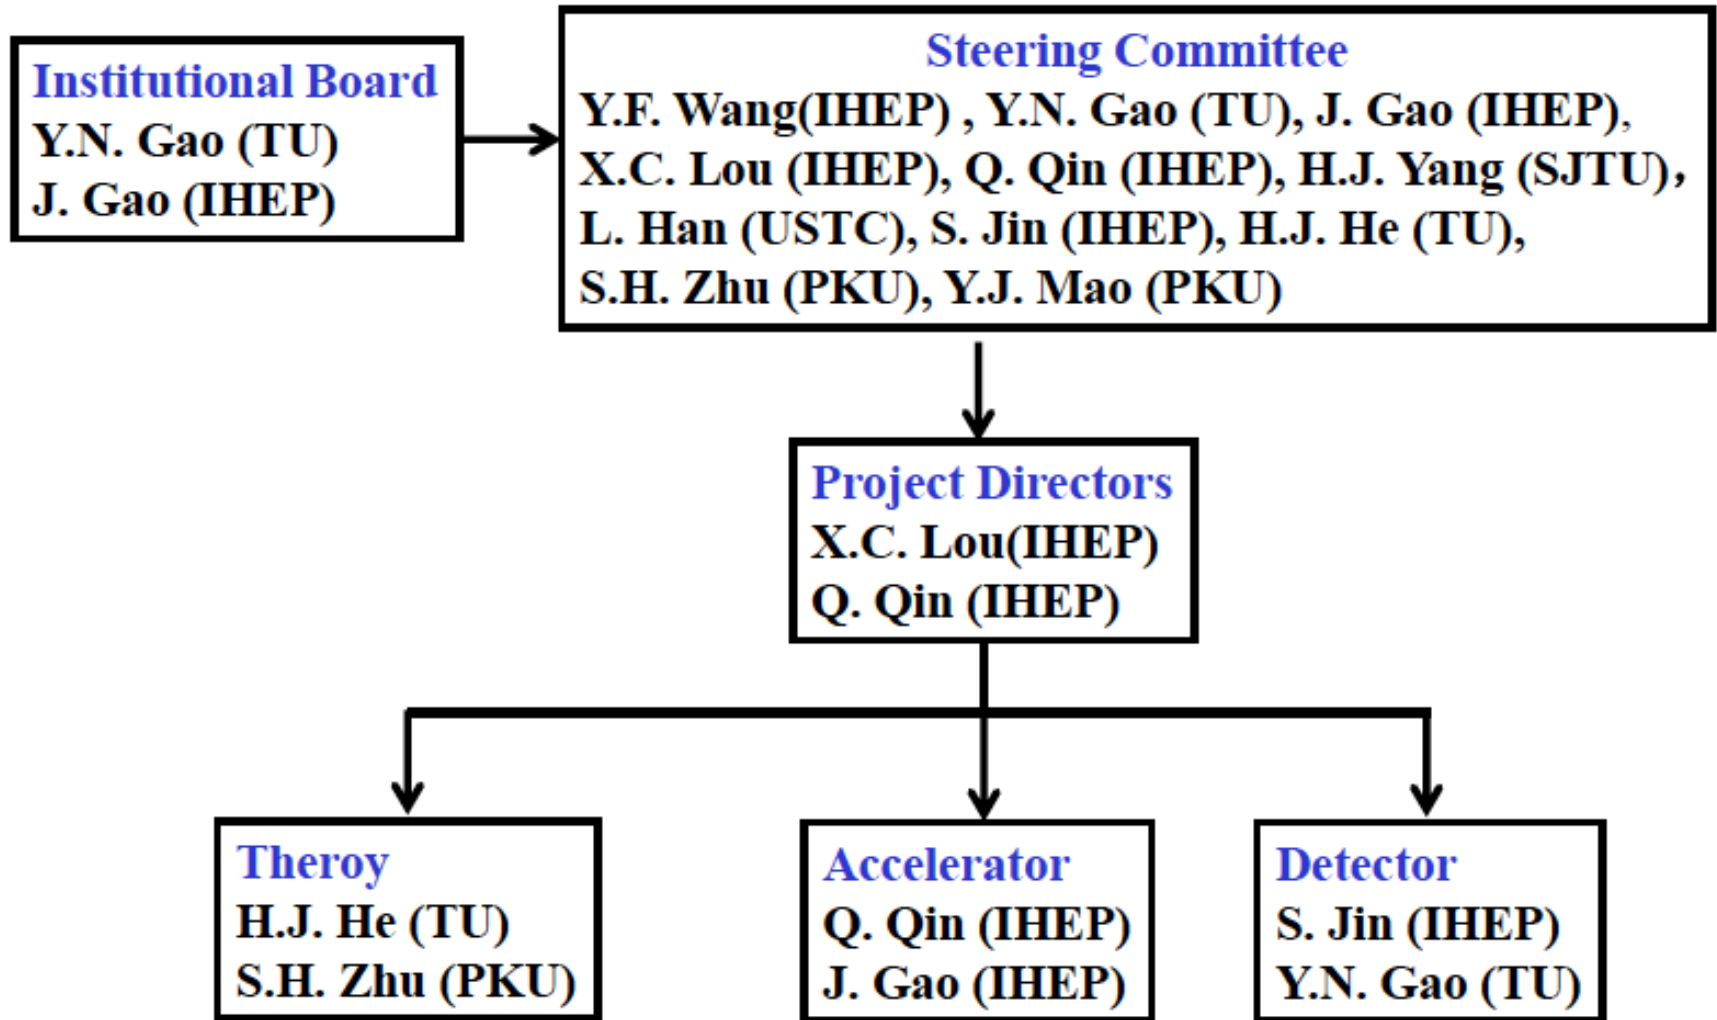 Institutional Board
Y.N. Gao (TU)
J. Gao (IHEP)
Steering Committee
Y.F. Wang(IHEP) , Y.N. Gao (TU), J. Gao (IHEP),
X.C. Lou (IHEP), Q. Qin (IHEP), H.J. Yang (SJTU)，
L. Han (USTC), S. Jin (IHEP), H.J. He (TU),
S.H. Zhu (PKU), Y.J. Mao (PKU)
Project Directors
X.C. Lou(IHEP)
Q. Qin (IHEP)
Theroy
H.J. He (TU)
S.H. Zhu (PKU)
Accelerator
Q. Qin (IHEP)
J. Gao (IHEP)
Detector
S. Jin (IHEP)
Y.N. Gao (TU)